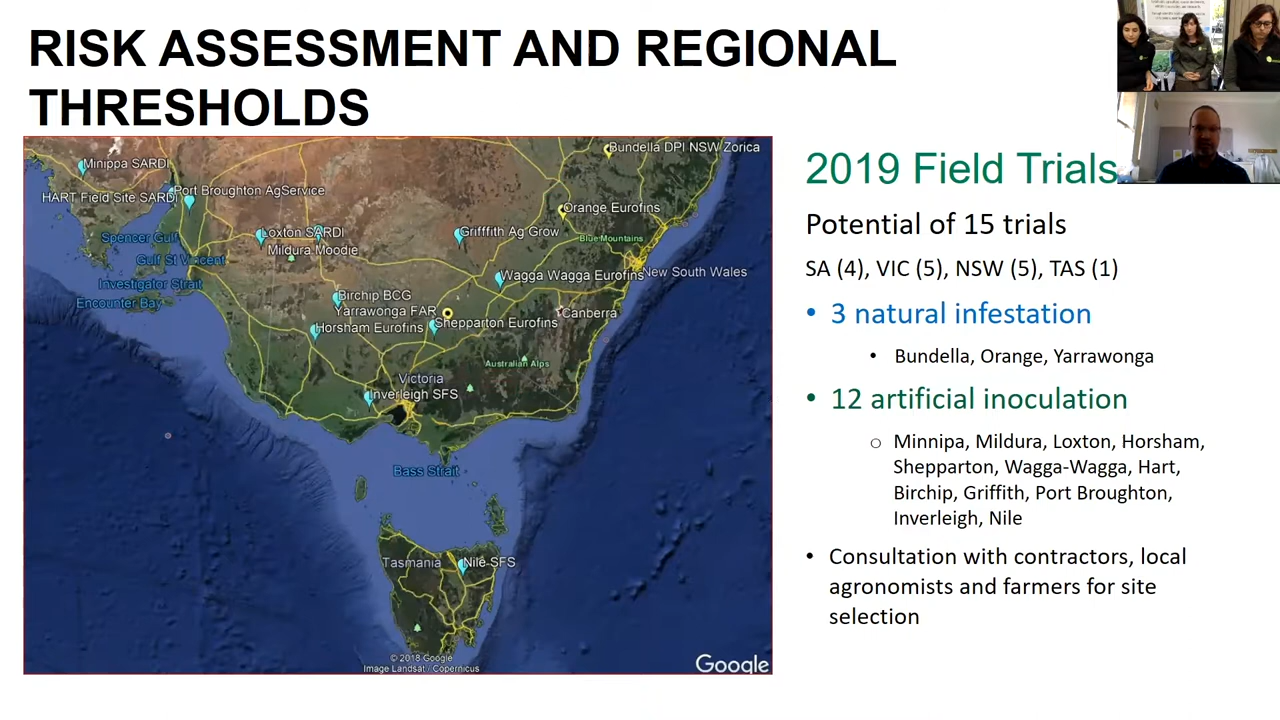 RISK ASSESSMENT AND REGIONAL
THRESHOLDS
Minippa SARDI
HART Field Site SARDI
Port Broughton AgService
Loxton SARDI
Mildura Moodie
Spencer Gulf
Gulf St Vincent
Investigator Strait
Encounter Bay
Bundella DPI NSW Zorica
Orange Eurofins
Grifffith Ag Grow
Blue Mountains
Wagga Wagga Eurofins
New South Wales
Birchip BCG
Yarrawonga FAR
Canberra
Horsham Eurofins
Shepparton Eurofins
Australian Alps
Victoria
Inverleigh SFS
Bass Strait
Tasmania
Nile SFS
© 2018 Google
Image Landsat / Copernicus
Google
2019 Field Trials
Potential of 15 trials
SA (4), VIC (5), NSW (5), TAS (1)
• 3 natural infestation
• Bundella, Orange, Yarrawonga
• 12 artificial inoculation
○ Minnipa, Mildura, Loxton, Horsham,
Shepparton, Wagga-Wagga, Hart,
Birchip, Griffith, Port Broughton,
Inverleigh, Nile
• Consultation with contractors, local
agronomists and farmers for site
selection